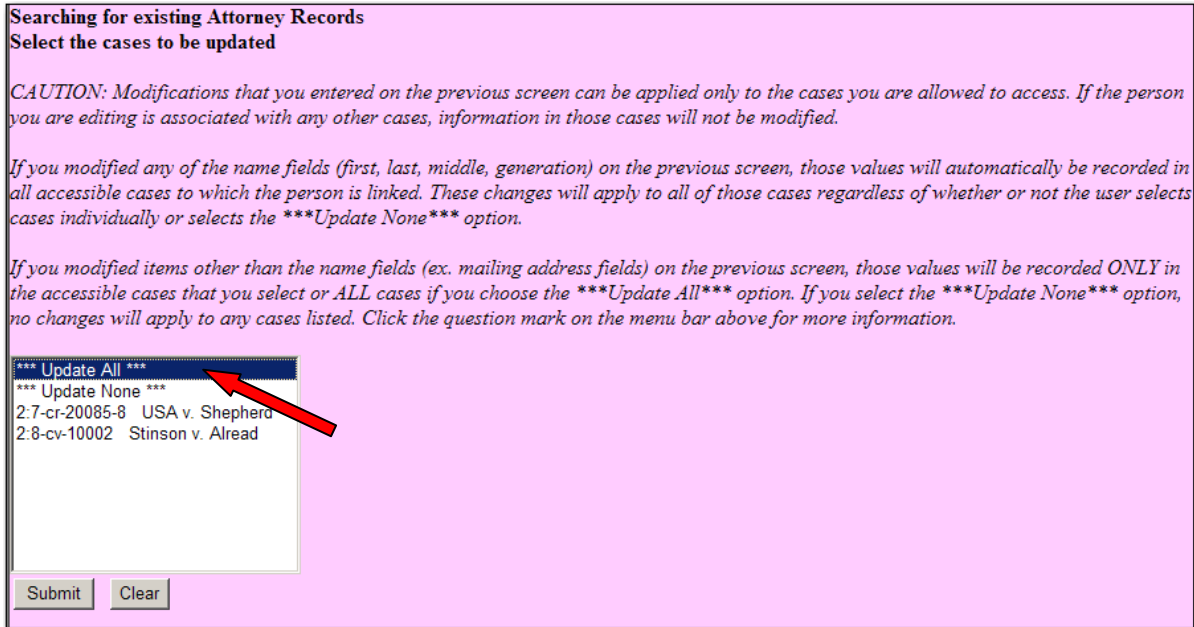 Searching for existing Attorney Records
Select the cases to be updated
CAUTION: Modifications that you entered on the previous screen can be applied only to the cases you are allowed to access. If the person
you are editing is associated with any other cases, information in those cases will not be modified.
If you modified any of the name fields (first, last, middle, generation) on the previous screen, those values will automatically be recorded in
all accessible cases to which the person is linked. These changes will apply to all of those cases regardless of whether or not the user selects
cases individually or selects the ***Update None*** option.
If you modified items other than the name fields (ex. mailing address fields) on the previous screen, those values will be recorded ONLY in
the accessible cases that you select or ALL cases if you choose the ***Update All*** option. If you select the ***Update None*** option,
no changes will apply to any cases listed. Click the question mark on the menu bar above for more information.
*** Update All ***
*** Update None ***
2:7-cr-20085-8 USA v. Shepherd
2:8-cv-10002 Stinson v. Alread
Submit Clear